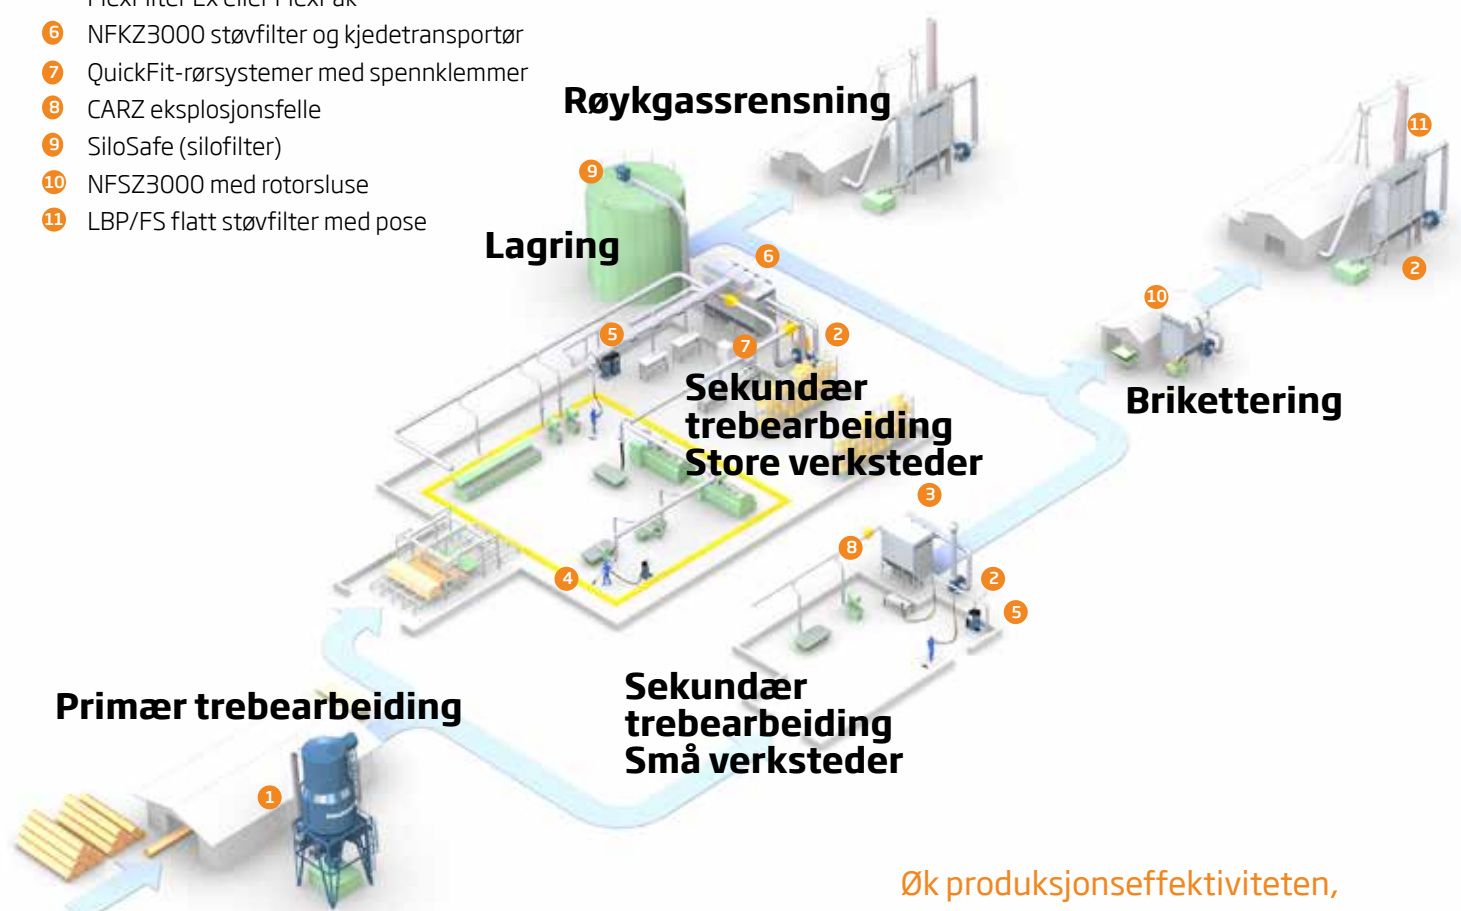 6 NFKZ3000 støvfilter og kjedetransportør
7 QuickFit-rørsystemer med spennklemmer
8 CARZ eksplosjonsfelle
9 SiloSafe (silofilter)
10 NFSZ3000 med rotorsluse
11 LBP/FS flatt støvfilter med pose
Røykgassrensning
11
9
Lagring
6
2
10
5
7
2
Sekundær
trebearbeiding
Store verksteder
Brikettering
3
8
4
2
5
Primær trebearbeiding
Sekundær
trebearbeiding
Små verksteder
1
Øk produksjonseffektiviteten,